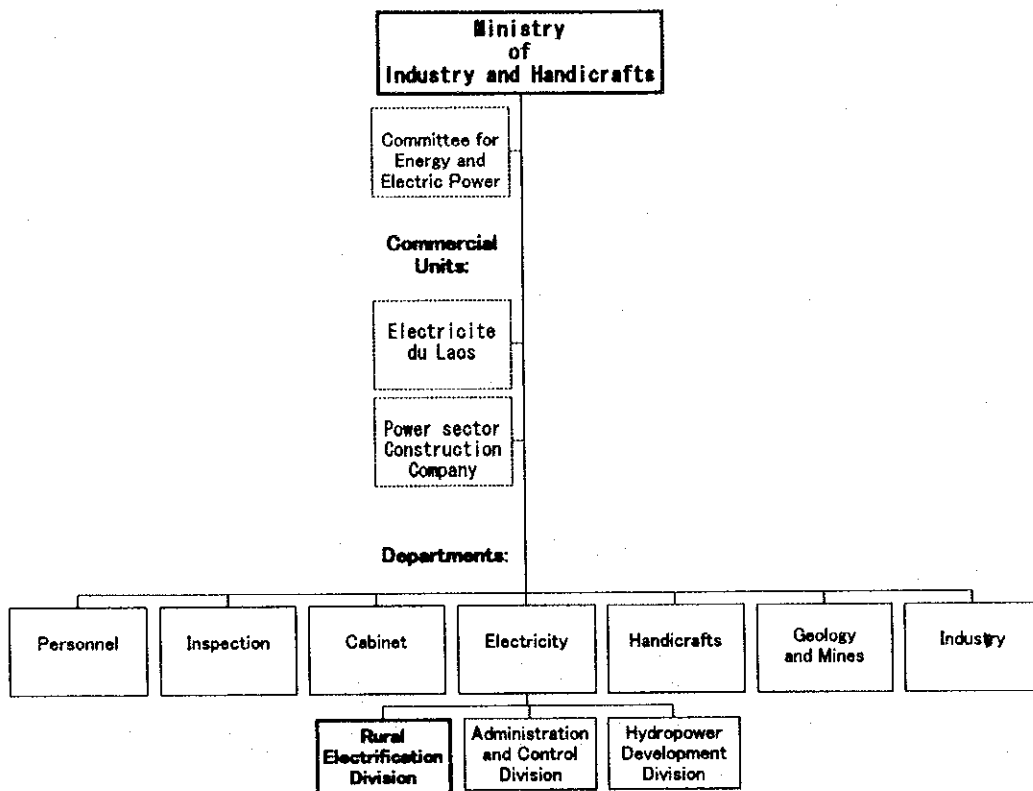 Ministry
of
Industry and Handicrafts
Committee for
Energy and
Electric Power
Commercial
Units:
Electricite
du Laos
Power sector
Construction
Company
Departments:
Personnel
Inspection
Cabinet
Electricity
Handicrafts
Geology
and Mines
Industry
Rural
Electrification
Division
Administration
and Control
Division
Hydropower
Development
Division